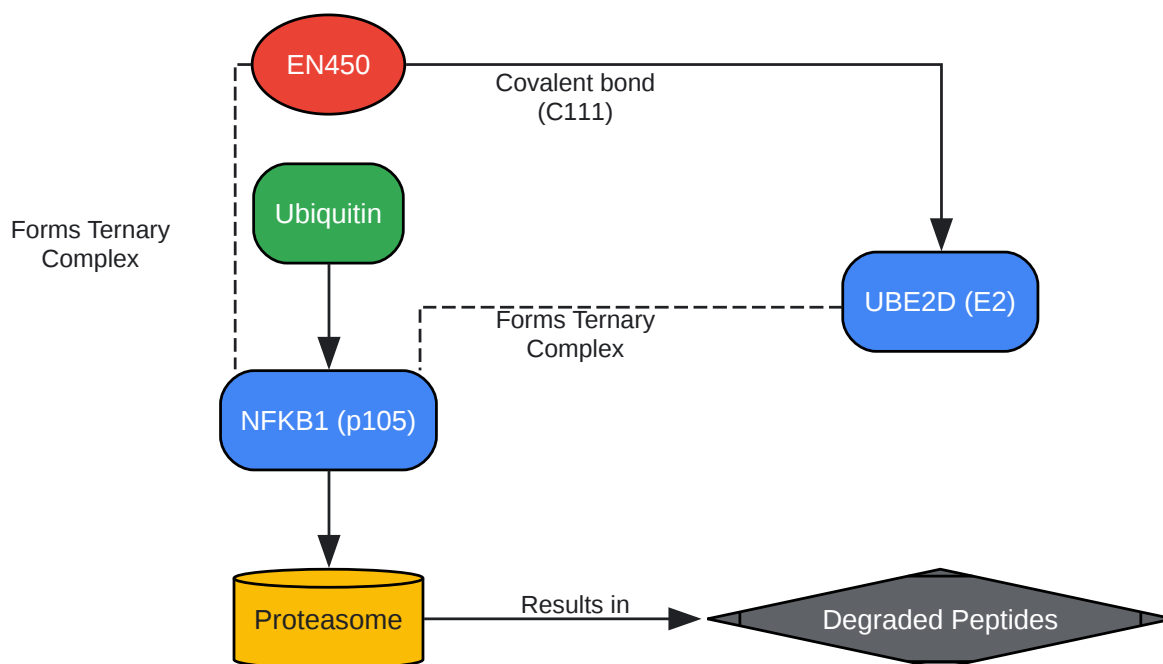 EN450
Covalent bond
(C111)
Ubiquitin
Forms Ternary
Complex
UBE2D (E2)
Forms Ternary
Complex
NFKB1 (p105)
Proteasome
Results in
Degraded Peptides